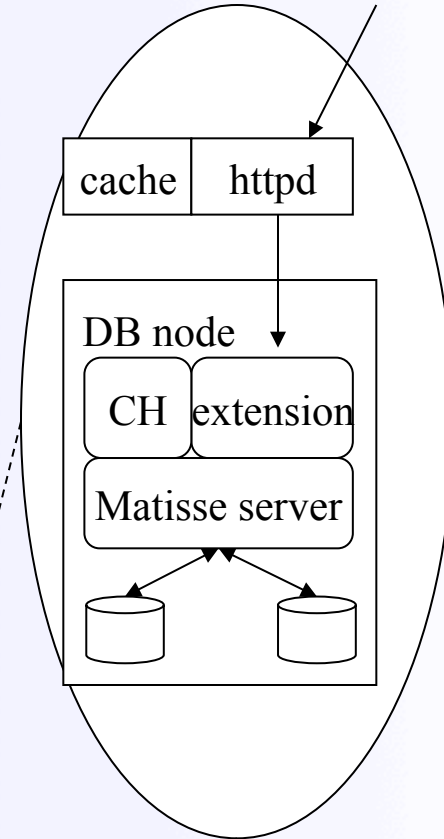 cache httpd
DB node
CH extension
Matisse server